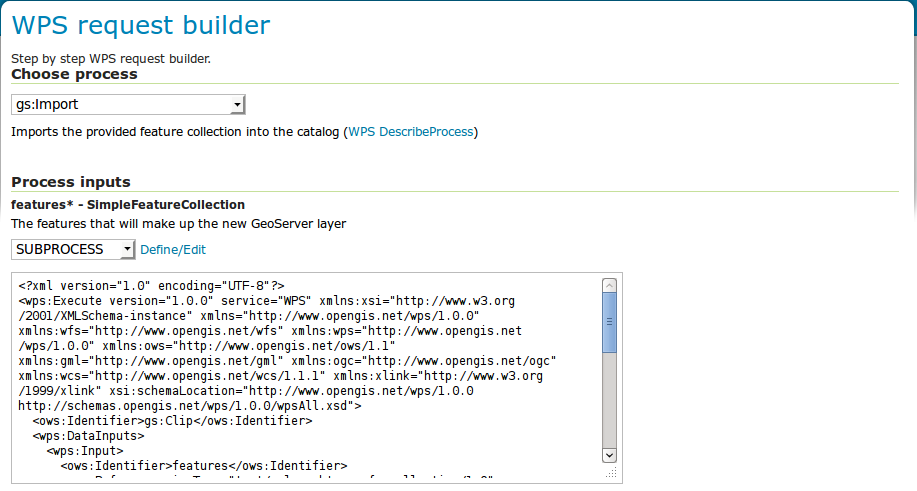 WPS request builder
Step by step WPS request builder.
Choose process
gs:Import
Imports the provided feature collection into the catalog (WPS DescribeProcess)
Process inputs
features* - SimpleFeatureCollection
The features that will make up the new GeoServer layer
SUBPROCESS Define/Edit
<?xml version="1.0" encoding="UTF-8"?>
<wps:Execute version="1.0.0" service="WPS" xmlns:xsi="http://www.w3.org
/2001/XMLSchema-instance" xmlns="http://www.opengis.net/wps/1.0.0"
xmlns:wfs="http://www.opengis.net/wfs" xmlns:wps="http://www.opengis.net
/wps/1.0.0" xmlns:ows="http://www.opengis.net/ows/1.1"
xmlns:gml="http://www.opengis.net/gml" xmlns:ogc="http://www.opengis.net/ogc"
xmlns:wcs="http://www.opengis.net/wcs/1.1.1" xmlns:xlink="http://www.w3.org
/1999/xlink" xsi:schemaLocation="http://www.opengis.net/wps/1.0.0
http://schemas.opengis.net/wps/1.0.0/wpsAll.xsd">
<ows:Identifier>gs:Clip</ows:Identifier>
<wps:DataInputs>
<wps:Input>
<ows:Identifier>features</ows:Identifier>